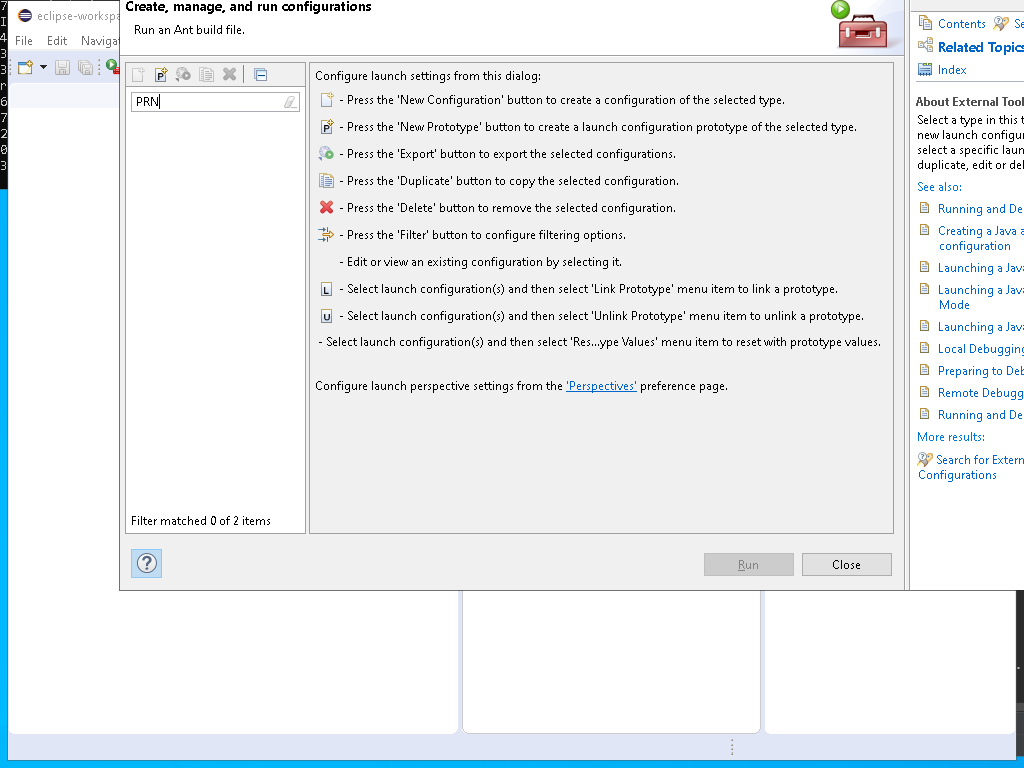 Create, manage, and run configurations
Run an Ant build file.
eclipse-workspa
File Edit Naviga
PRN
Filter matched 0 of 2 items
Configure launch settings from this dialog:
- Press the 'New Configuration' button to create a configuration of the selected type.
- Press the 'New Prototype' button to create a launch configuration prototype of the selected type.
- Press the 'Export' button to export the selected configurations.
- Press the 'Duplicate' button to copy the selected configuration.
- Press the 'Delete' button to remove the selected configuration.
- Press the 'Filter' button to configure filtering options.
- Edit or view an existing configuration by selecting it.
L - Select launch configuration(s) and then select 'Link Prototype' menu item to link a prototype.
U - Select launch configuration(s) and then select 'Unlink Prototype' menu item to unlink a prototype.
- Select launch configuration(s) and then select 'Res...ype Values' menu item to reset with prototype values.
Configure launch perspective settings from the 'Perspectives' preference page.
Run Close
Contents Se
Related Topics
Index
About External Tool
Select a type in this t
new launch configur
select a specific laun
duplicate, edit or del
See also:
Running and De
Creating a Java a
configuration
Launching a Java
Launching a Java
Mode
Launching a Java
Local Debugging
Preparing to Deb
Remote Debugg
Running and De
More results:
Search for Extern
Configurations